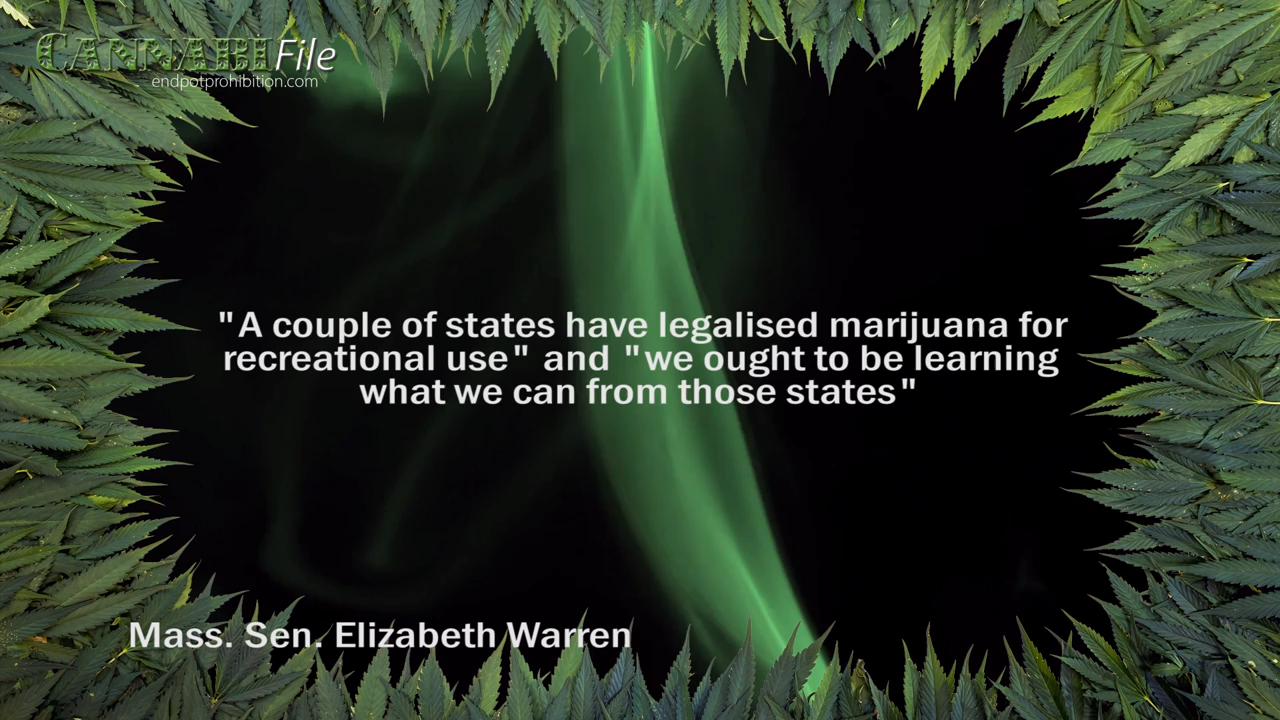 CANNABIFile
endpotprohibition.com
"A couple of states have legalised marijuana for
recreational use" and "we ought to be learning
what we can from those states"
Mass. Sen. Elizabeth Warren